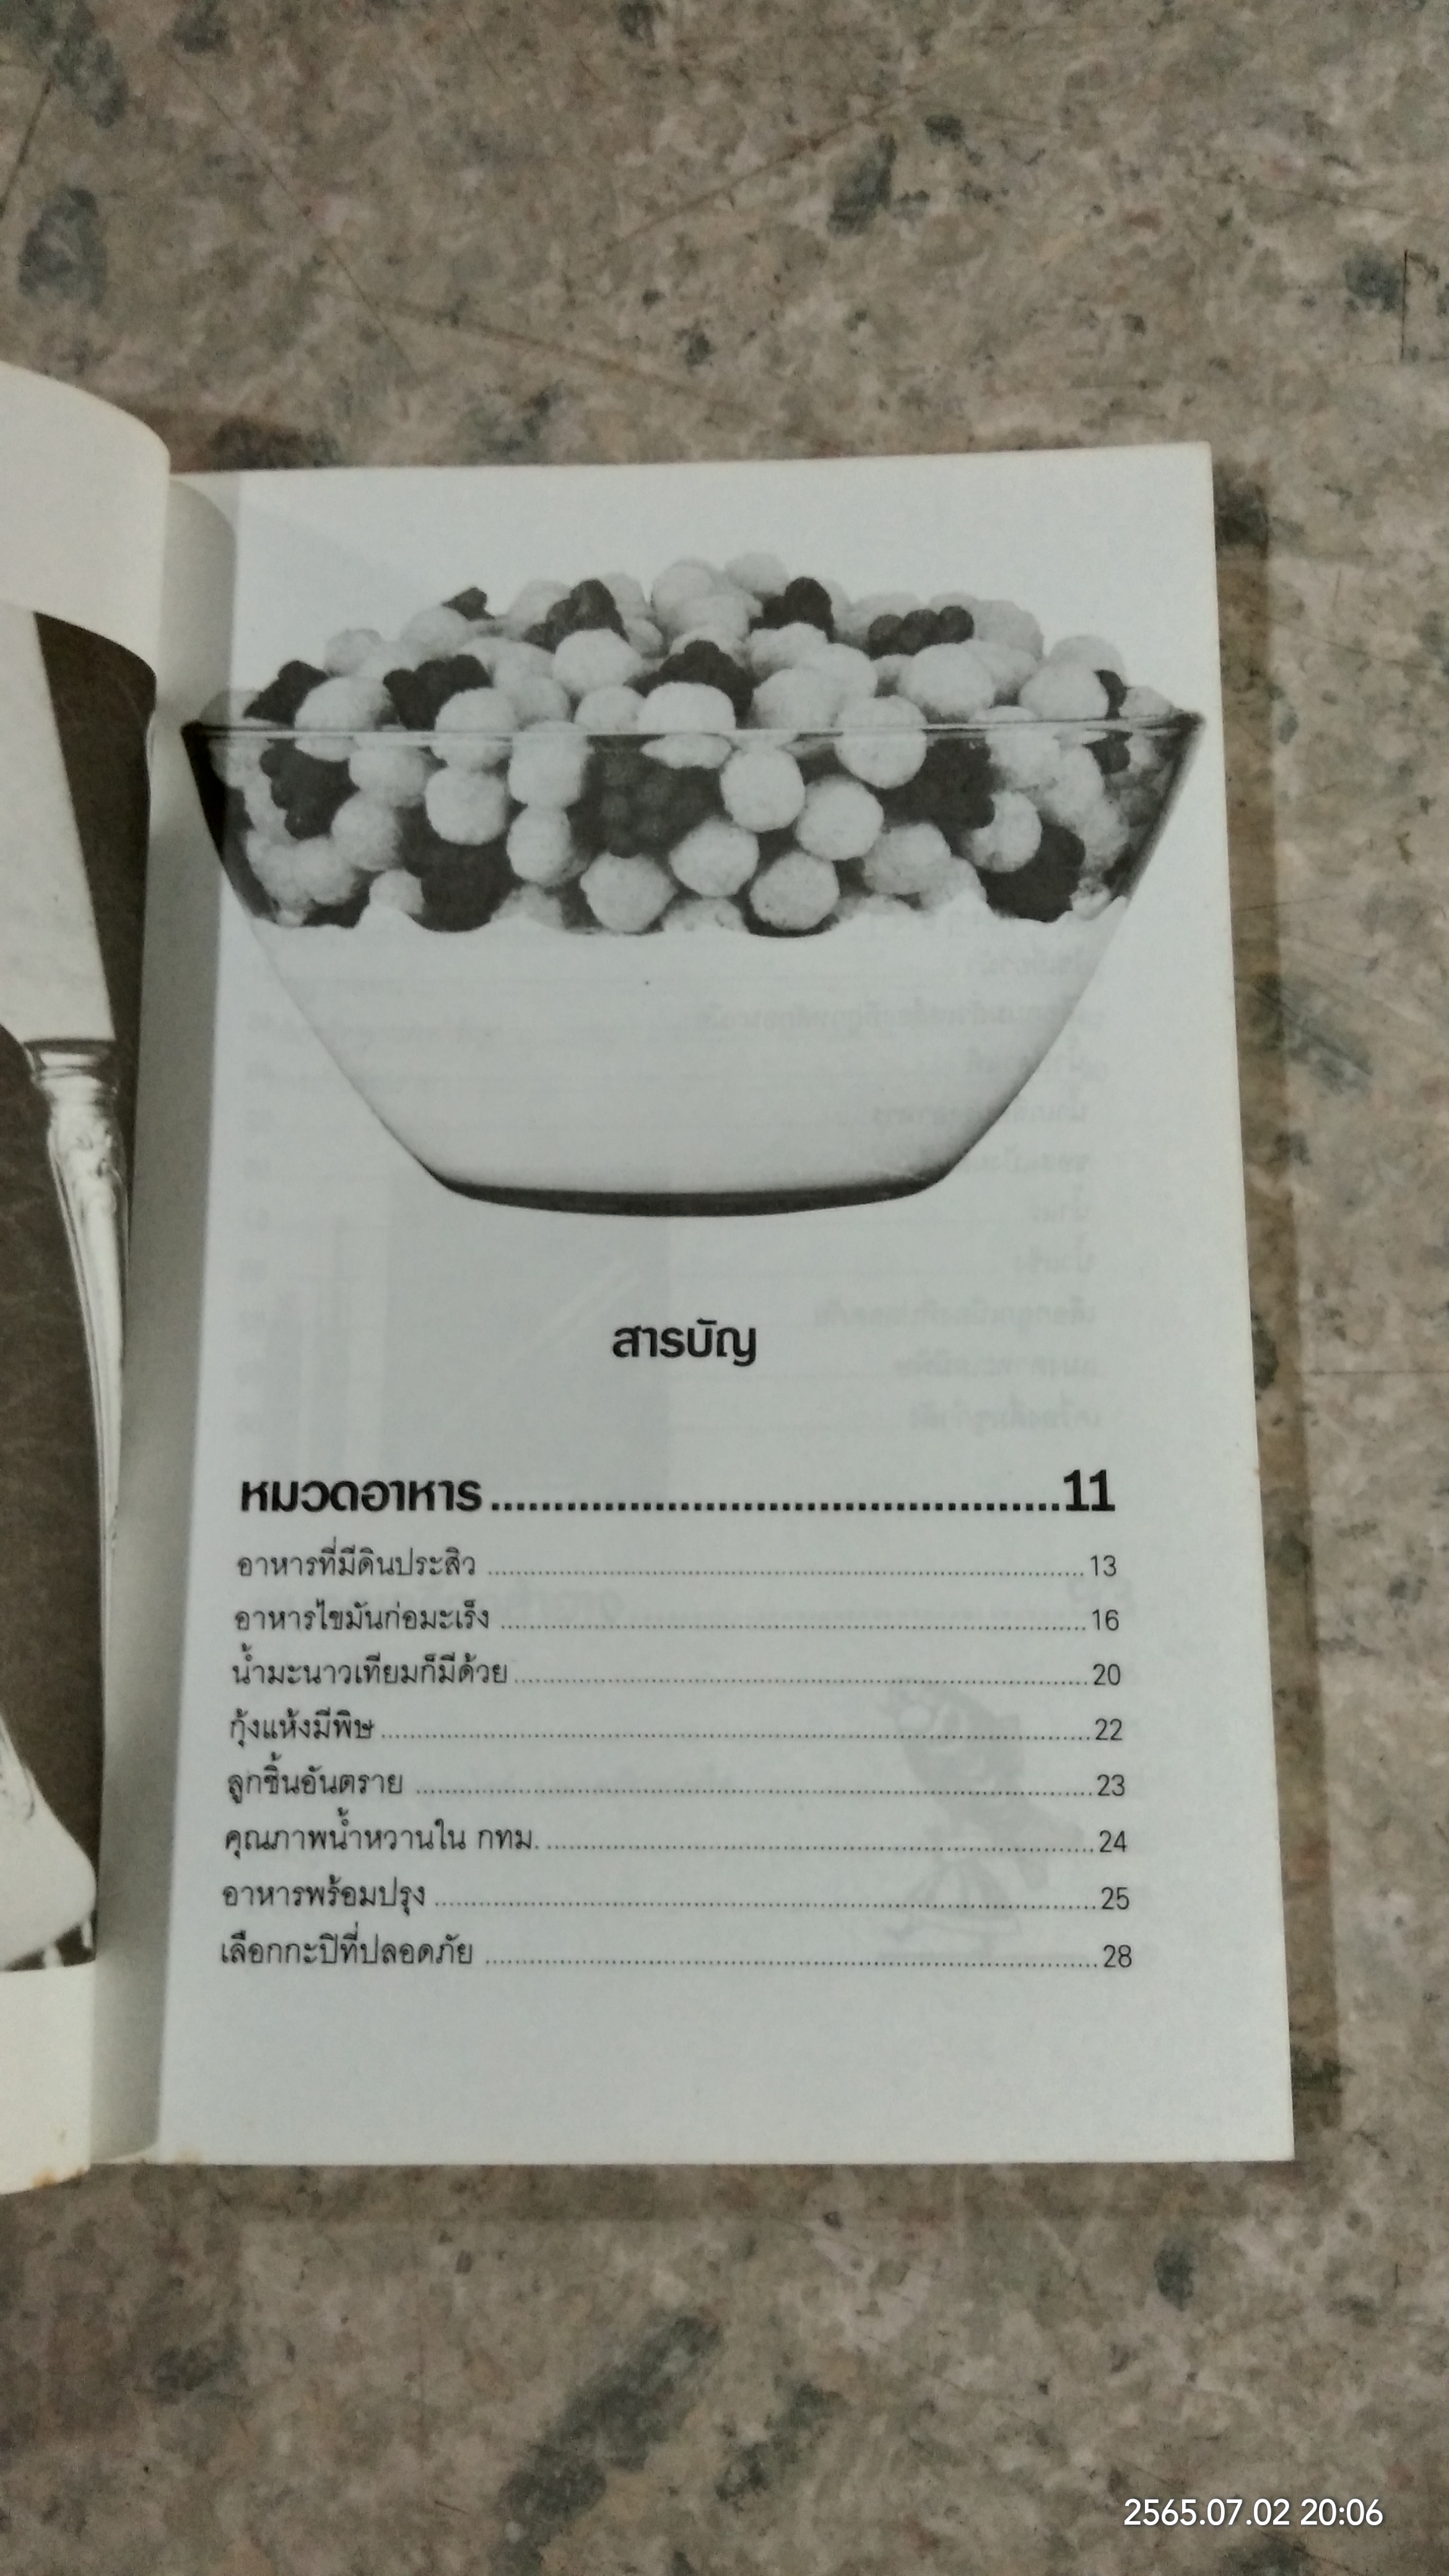 สารบัญ
หมวดอาหาร.............................................11
อาหารที่มีดินประสิว ............................................................13
อาหารไขมันก่อมะเร็ง ............................................................16
น้ำมะนาวเทียมก็มีด้วย............................................................20
กุ้งแห้งมีพิษ............................................................22
ลูกชิ้นอันตราย ............................................................23
คุณภาพน้ำหวานใน กทม.............................................................24
อาหารพร้อมปรุง............................................................25
เลือกกะปิที่ปลอดภัย ............................................................28
2565.07.02 20:06